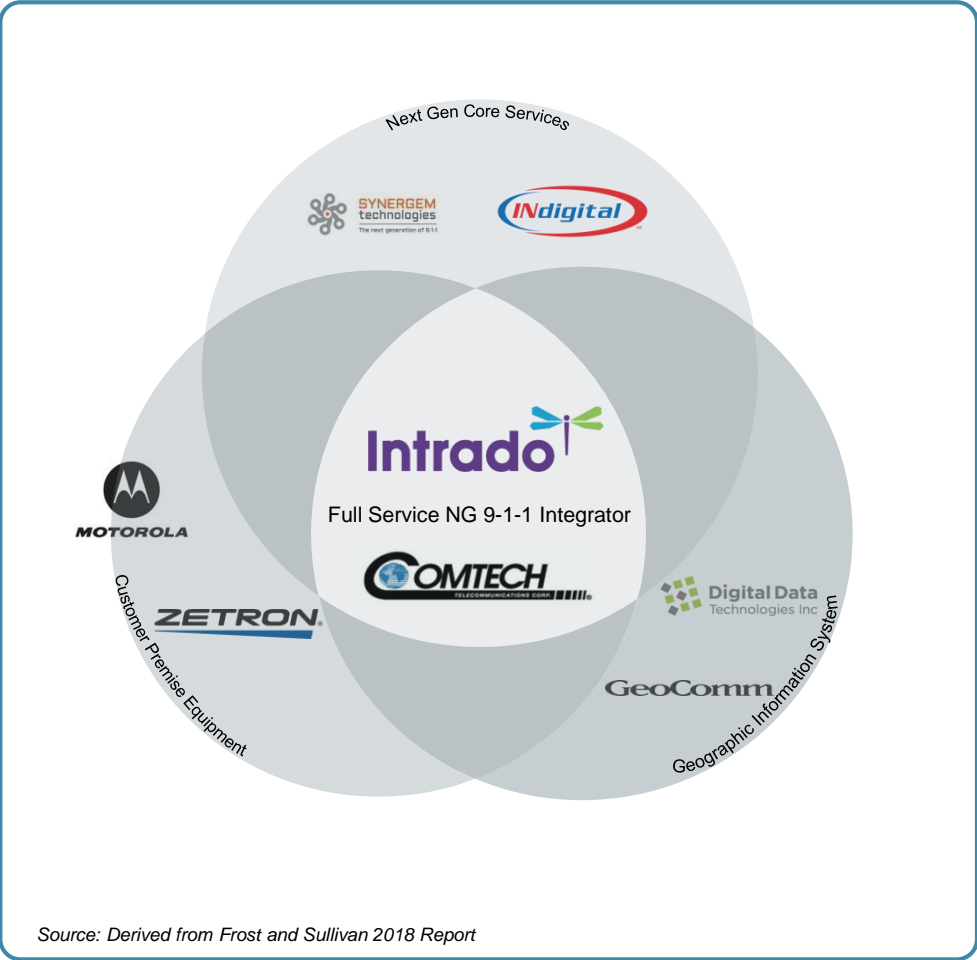 Next Gen Core Services
SYNERGEM
technologies
The next generation of 9-1-1
INdigital
SM
Intrado
Full Service NG 9-1-1 Integrator
COMTECH
TELECOMMUNICATIONS CORP.
MOTOROLA
ZETRON®
Customer Premise Equipment
Digital Data
Technologies Inc
GeoComm
Geographic Information System
Source: Derived from Frost and Sullivan 2018 Report